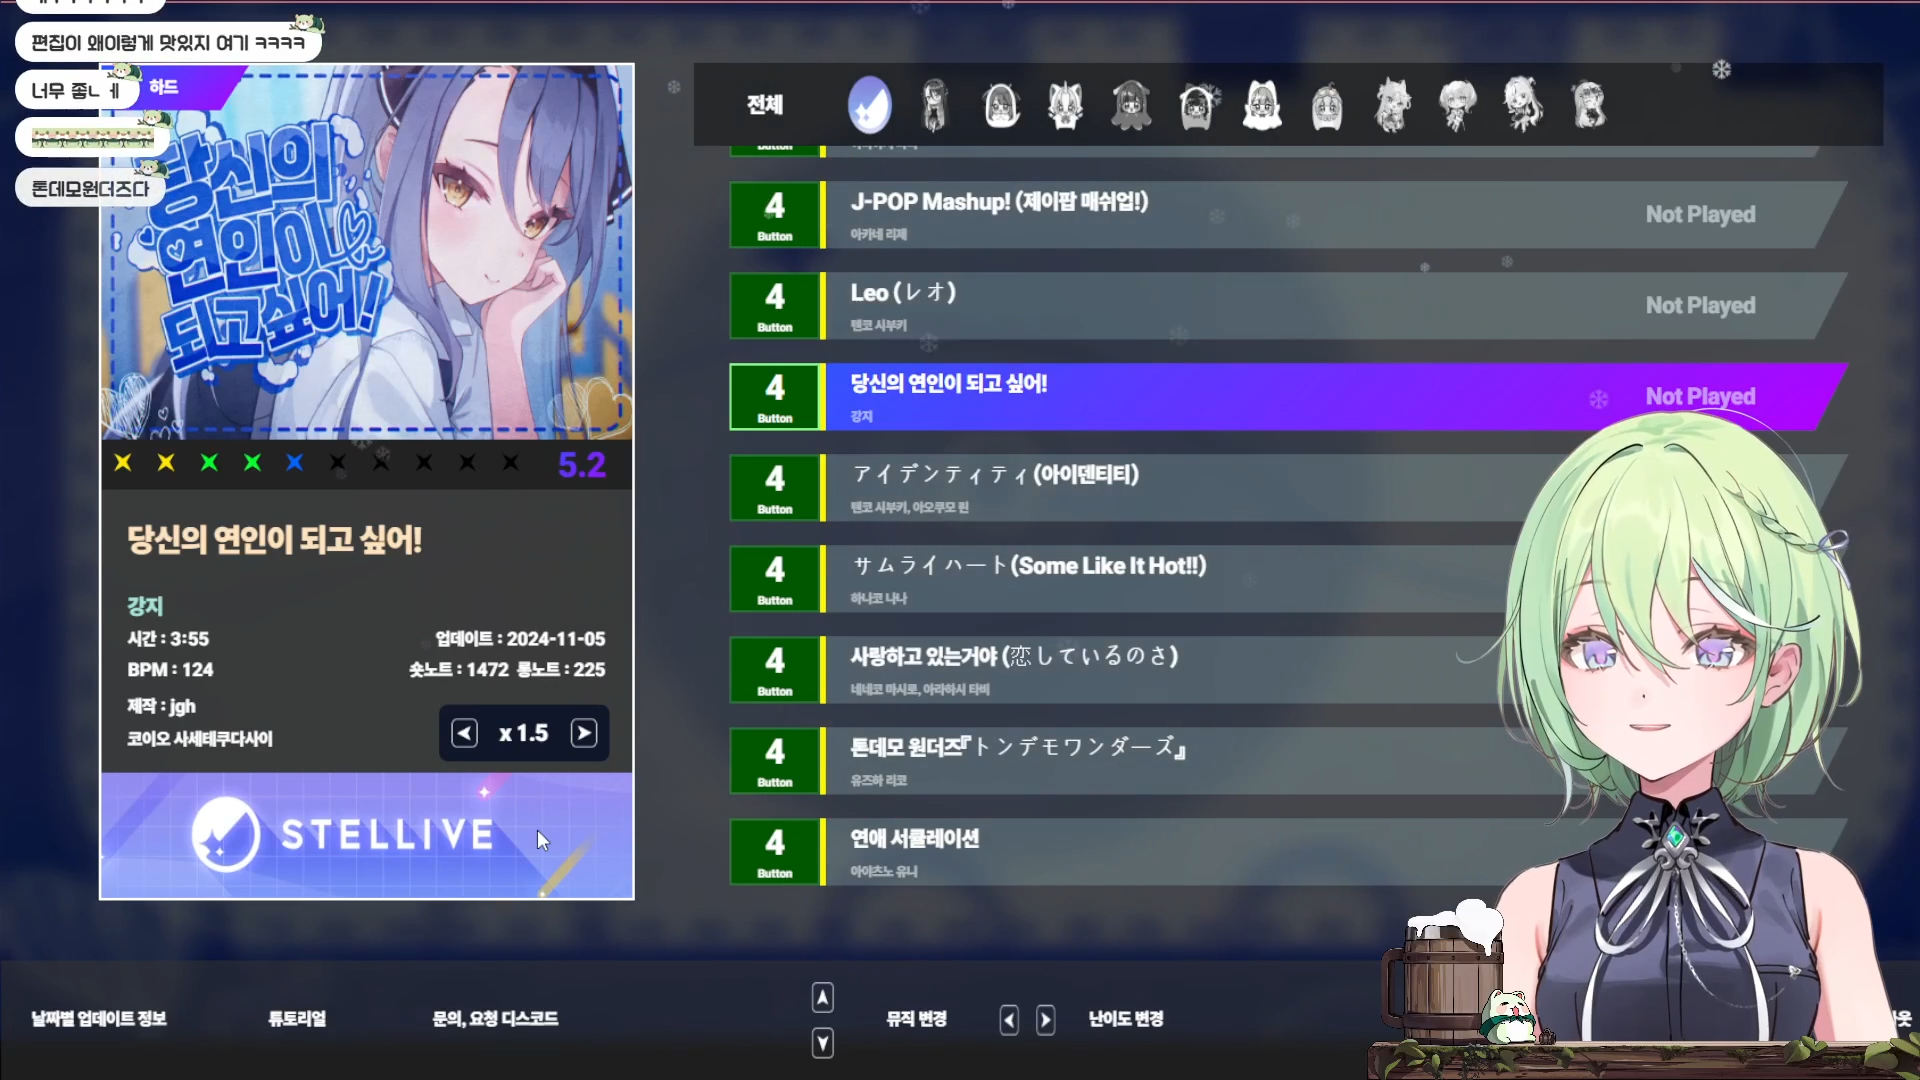 편집이 왜이렇게 맛있지 여기 ㅋㅋㅋㅋ
톤데모원더즈다
하드
당신의
연인이
되고싶어!
5.2
당신의 연인이 되고 싶어!
강지
시간 : 3:55
업데이트 : 2024-11-05
BPM : 124
숏노트 : 1472 롱노트 : 225
제작 : jgh
코이오 사세테쿠다사이
x 1.5
STELLIVE
전체
Button
4 Button
J-POP Mashup! (제이팝 매쉬업!)
아카네 리제
Not Played
4 Button
Leo (レオ)
텐코 시부키
Not Played
4 Button
당신의 연인이 되고 싶어!
강지
Not Played
4 Button
アイデンティティ(아이덴티티)
텐코 시부키, 아오쿠모 린
4 Button
サムライハート(Some Like It Hot!!)
하나코 나나
4 Button
사랑하고 있는거야 (恋しているのさ)
네네코 마시로, 아라하시 타비
4 Button
톤데모 원더즈『トンデモワンダーズ』
유즈하 리코
4 Button
연애 서큘레이션
아야츠노 유니
날짜별 업데이트 정보
튜토리얼
문의, 요청 디스코드
뮤직 변경
난이도 변경